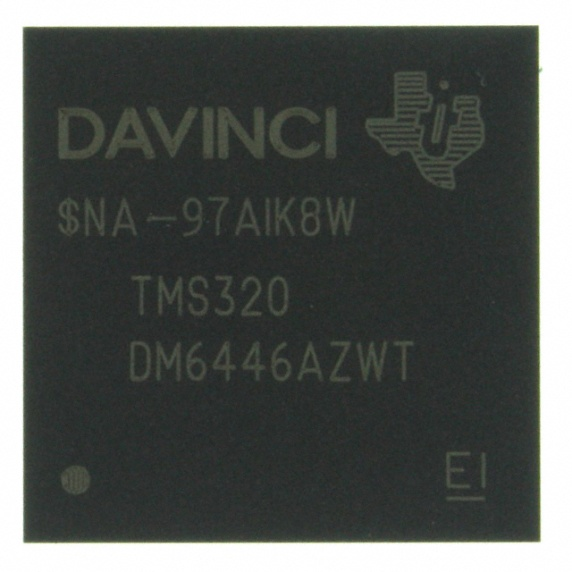 DAVINCI
$NA-97AIK8W
TMS320
DM6446AZWT
E1